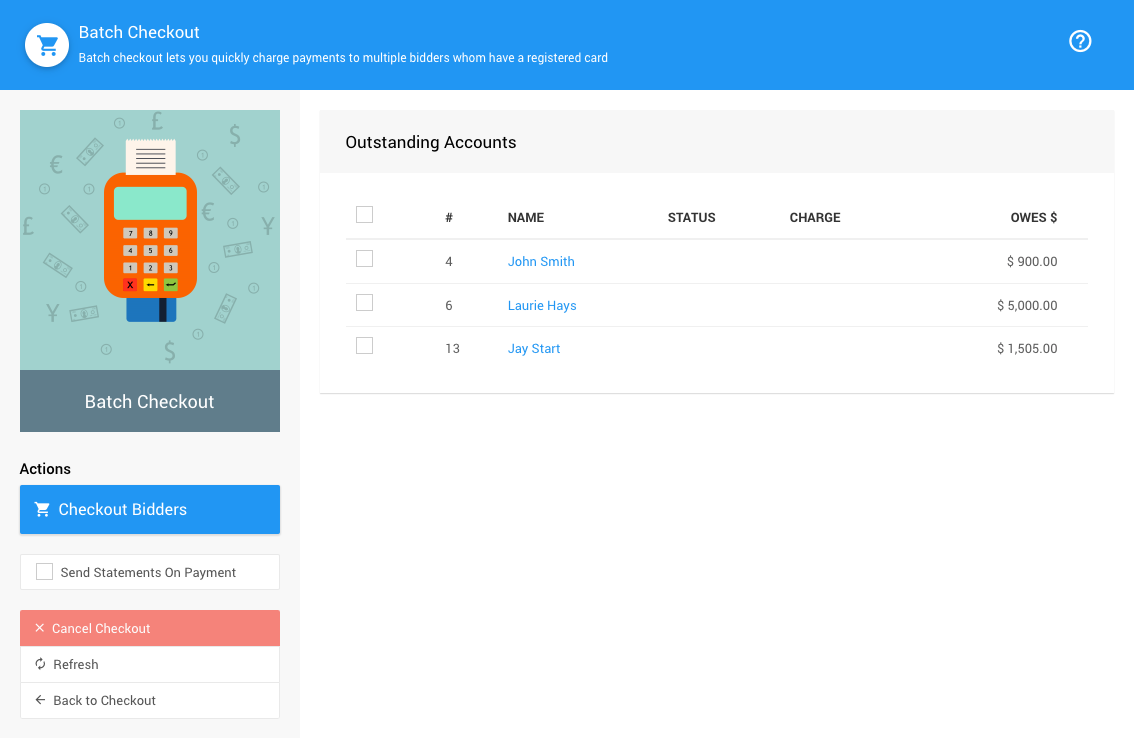 Batch Checkout
Batch checkout lets you quickly charge payments to multiple bidders whom have a registered card
£ $
€
€
£ ¥
7 8 9
4 5 6
1 2 3
X
¥
$
Batch Checkout
Actions
Checkout Bidders
Send Statements On Payment
Cancel Checkout
Refresh
Back to Checkout
Outstanding Accounts
# NAME STATUS CHARGE OWES $
4 John Smith $ 900.00
6 Laurie Hays $ 5,000.00
13 Jay Start $ 1,505.00